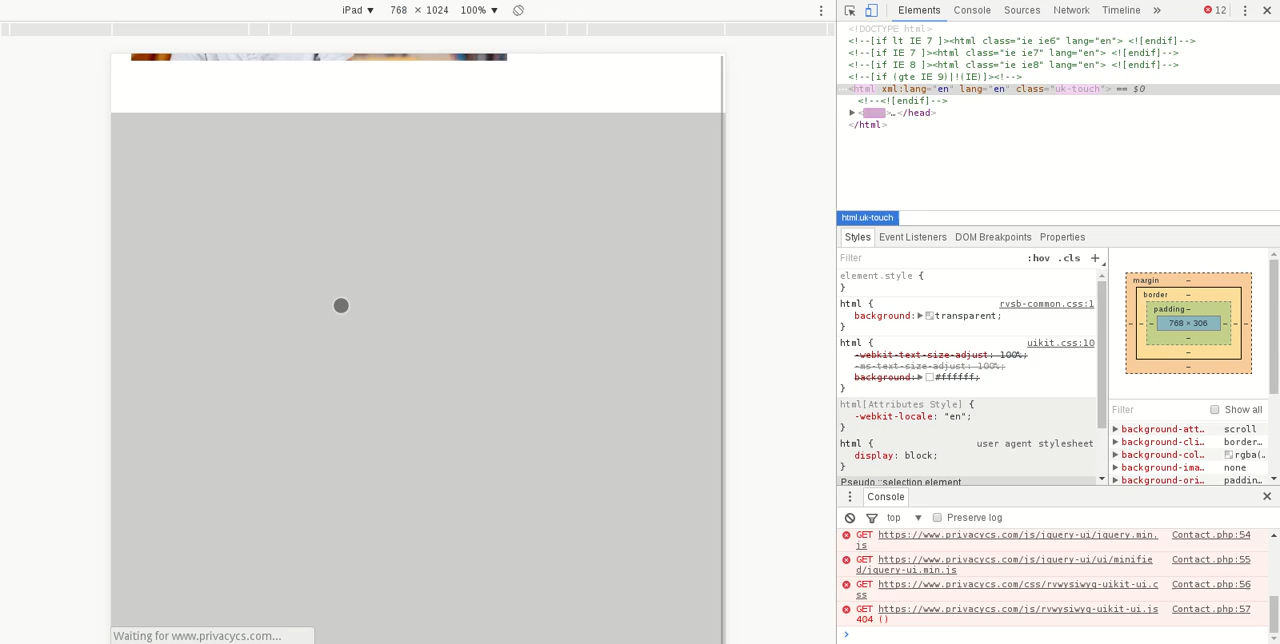 iPad ▼ 768 × 1024 100% ▼
Elements Console Sources Network Timeline » 12
<!DOCTYPE html>
<!--[if lt IE 7 ]><html class="ie ie6" lang="en"> <![endif]-->
<!--[if IE 7 ]><html class="ie ie7" lang="en"> <![endif]-->
<!--[if IE 8 ]><html class="ie ie8" lang="en"> <![endif]-->
<!--[if (gte IE 9)|!(IE)]><!-->
<html xml:lang="en" lang="en" class="uk-touch"> == $0
<!--<![endif]-->
▶ < >…</head>
</html>
html.uk-touch
Styles Event Listeners DOM Breakpoints Properties
Filter :hov .cls +
element.style {
}
html { rvsb-common.css:1
background:▶ transparent;
}
html { uikit.css:10
-webkit-text-size-adjust: 100%;
-ms-text-size-adjust: 100%;
background:▶ #ffffff;
}
html[Attributes Style] {
-webkit-locale: "en";
}
html { user agent stylesheet
display: block;
}
Pseudo ::selection element
margin –
border –
padding –
– – – 768 × 306 – – –
–
–
–
Filter Show all
▶ background-att… scroll
▶ background-cli… border…
▶ background-col… rgba(…
▶ background-ima… none
▶ background-ori… paddin…
Console
top ▼ Preserve log
GET https://www.privacycs.com/js/jquery-ui/jquery.min. Contact.php:54
js
GET https://www.privacycs.com/js/jquery-ui/ui/minifie Contact.php:55
d/jquery-ui.min.js
GET https://www.privacycs.com/css/rvwysiwyg-uikit-ui.c Contact.php:56
ss
GET https://www.privacycs.com/js/rvwysiwyg-uikit-ui.js Contact.php:57
404 ()
>
Waiting for www.privacycs.com...